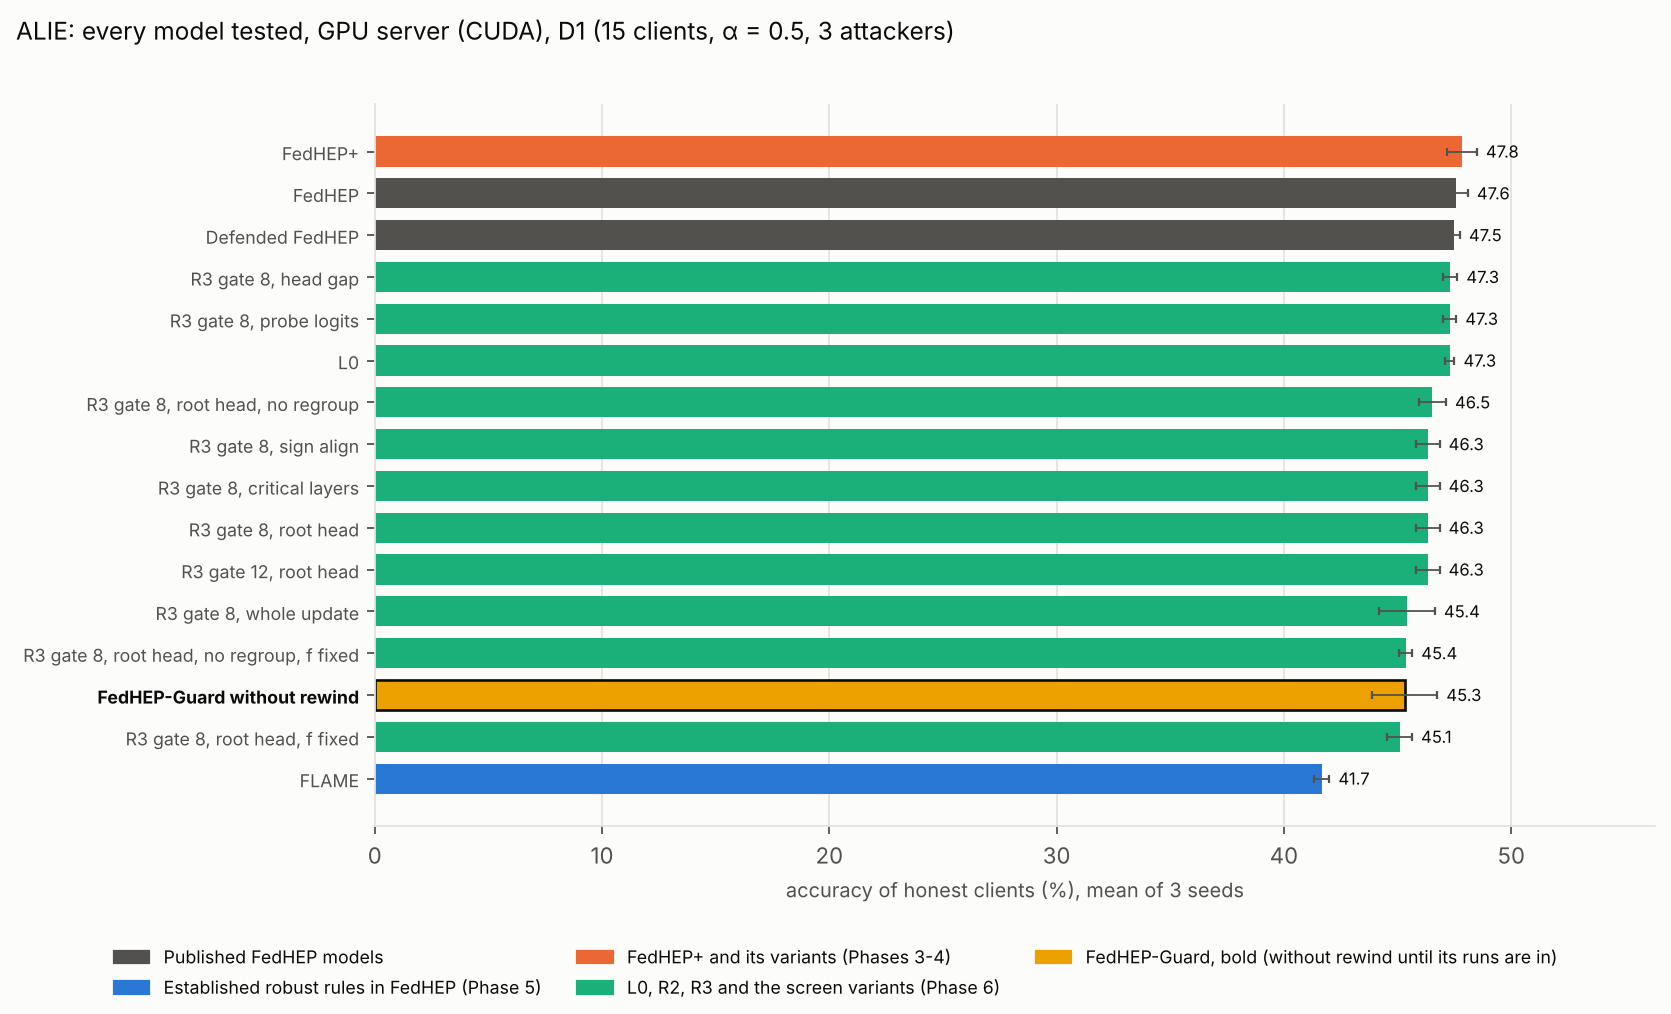 ALIE: every model tested, GPU server (CUDA), D1 (15 clients, α = 0.5, 3 attackers)
FedHEP+ 47.8
FedHEP 47.6
Defended FedHEP 47.5
R3 gate 8, head gap 47.3
R3 gate 8, probe logits 47.3
L0 47.3
R3 gate 8, root head, no regroup 46.5
R3 gate 8, sign align 46.3
R3 gate 8, critical layers 46.3
R3 gate 8, root head 46.3
R3 gate 12, root head 46.3
R3 gate 8, whole update 45.4
R3 gate 8, root head, no regroup, f fixed 45.4
FedHEP-Guard without rewind 45.3
R3 gate 8, root head, f fixed 45.1
FLAME 41.7
0 10 20 30 40 50
accuracy of honest clients (%), mean of 3 seeds
Published FedHEP models
Established robust rules in FedHEP (Phase 5)
FedHEP+ and its variants (Phases 3-4)
L0, R2, R3 and the screen variants (Phase 6)
FedHEP-Guard, bold (without rewind until its runs are in)